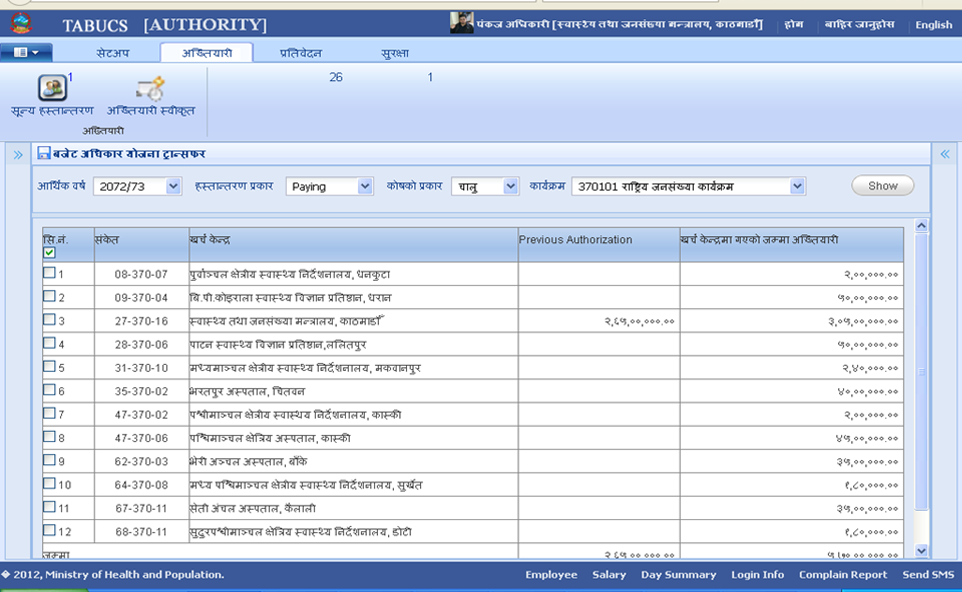 TABUCS [AUTHORITY]
पंकज अधिकारी [स्वास्थ्य तथा जनसंख्या मन्त्रालय, काठमाडौँ] होम बाहिर जानुहोस English
सेटअप अख्तियारी प्रतिवेदन सुरक्षा
1 26 1
सून्य हस्तान्तरण अख्तियारी स्वीकृत
अख्तियारी
» बजेट अधिकार योजना ट्रान्सफर «
आर्थिक वर्ष 2072/73 हस्तान्तरण प्रकार Paying कोषको प्रकार चालु कार्यक्रम 370101 राष्ट्रिय जनसंख्या कार्यक्रम Show
सि.नं. संकेत खर्च केन्द्र Previous Authorization खर्च केन्द्रमा गएको जम्मा अख्तियारी
1 08-370-07 पुर्वाञ्चल क्षेत्रीय स्वास्थ्य निर्देशनालय, धनकुटा २,००,०००.००
2 09-370-04 बि.पी.कोइराला स्वास्थ्य विज्ञान प्रतिष्ठान, धरान ५०,०००.००
3 27-370-16 स्वास्थ्य तथा जनसंख्या मन्त्रालय, काठमाडौँ २,६५,००,०००.०० ३,०५,००,०००.००
4 28-370-06 पाटन स्वास्थ्य विज्ञान प्रतिष्ठान,ललितपुर ५०,०००.००
5 31-370-10 मध्यमाञ्चल क्षेत्रीय स्वास्थ्य निर्देशनालय, मकवानपुर २,४०,०००.००
6 35-370-02 भरतपुर अस्पताल, चितवन ४०,०००.००
7 47-370-02 पश्चीमाञ्चल क्षेत्रीय स्वास्थय निर्देशनालय, कास्की २,००,०००.००
8 47-370-06 पश्चिमाञ्चल क्षेत्रिय अस्पताल, कास्की ४५,०००.००
9 62-370-03 भेरी अञ्चल अस्पताल, बाँके ३५,०००.००
10 64-370-08 मध्य पश्चिमाञ्चल क्षेत्रीय स्वास्थ्य निर्देशनालय, सुर्खेत १,८०,०००.००
11 67-370-11 सेती अंचल अस्पताल, कैलाली ३५,०००.००
12 68-370-11 सुदुरपश्चीमाञ्चल क्षेत्रिय स्वास्थ्य निर्देशनालय, डोटी १,८०,०००.००
जम्मा २,६५,००,०००.००
2012, Ministry of Health and Population. Employee Salary Day Summary Login Info Complain Report Send SMS